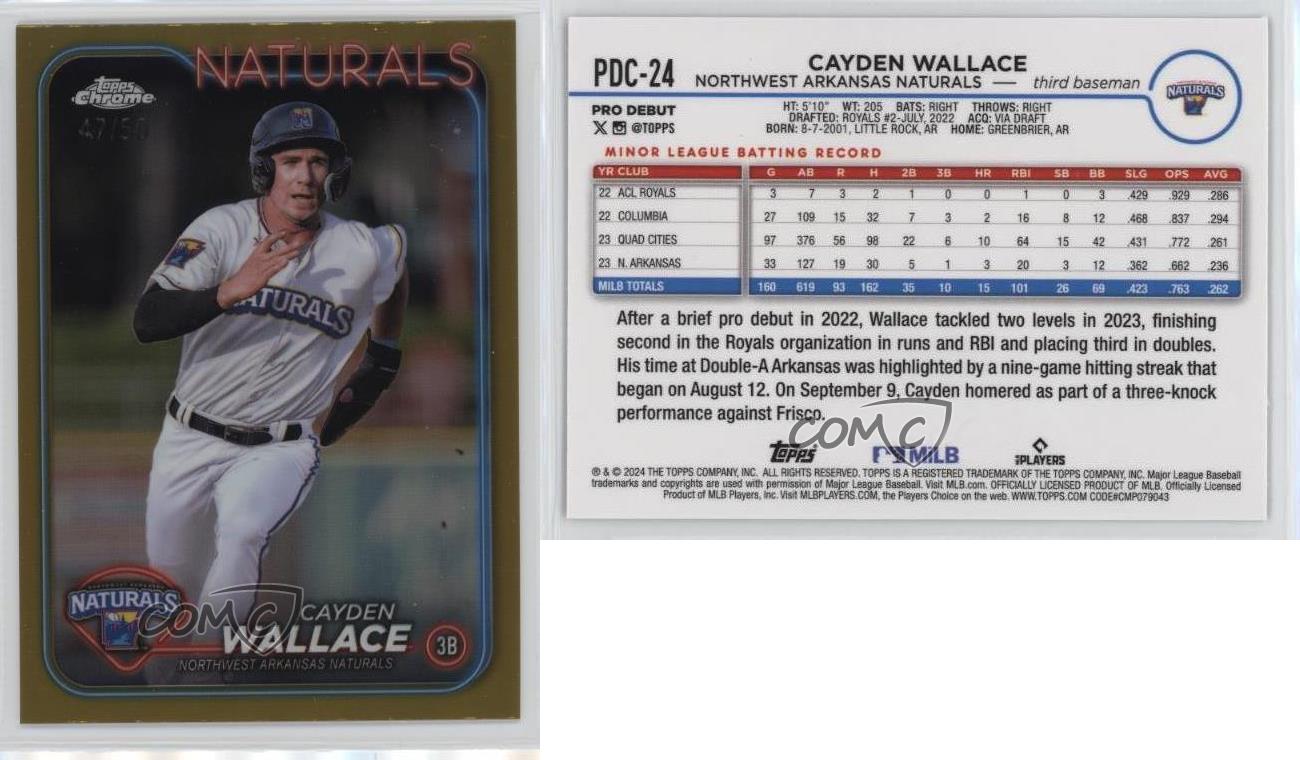 NATURALS
topps
Chrome
47/50
N
NATURALS
NORTHWEST ARKANSAS
NATURALS
COMC
CAYDEN
WALLACE
3B
NORTHWEST ARKANSAS NATURALS
PDC-24
CAYDEN WALLACE
NORTHWEST ARKANSAS NATURALS — third baseman
NATURALS
PRO DEBUT
X @TOPPS
HT: 5'10" WT: 205 BATS: RIGHT THROWS: RIGHT
DRAFTED: ROYALS #2-JULY, 2022 ACQ: VIA DRAFT
BORN: 8-7-2001, LITTLE ROCK, AR HOME: GREENBRIER, AR
MINOR LEAGUE BATTING RECORD
YR CLUB G AB R H 2B 3B HR RBI SB BB SLG OPS AVG
22 ACL ROYALS 3 7 3 2 1 0 0 1 0 3 .429 .929 .286
22 COLUMBIA 27 109 15 32 7 3 2 16 8 12 .468 .837 .294
23 QUAD CITIES 97 376 56 98 22 6 10 64 15 42 .431 .772 .261
23 N. ARKANSAS 33 127 19 30 5 1 3 20 3 12 .362 .662 .236
MILB TOTALS 160 619 93 162 35 10 15 101 26 69 .423 .763 .262
After a brief pro debut in 2022, Wallace tackled two levels in 2023, finishing
second in the Royals organization in runs and RBI and placing third in doubles.
His time at Double-A Arkansas was highlighted by a nine-game hitting streak that
began on August 12. On September 9, Cayden homered as part of a three-knock
performance against Frisco.
COMC
topps MiLB PLAYERS
® & © 2024 THE TOPPS COMPANY, INC. ALL RIGHTS RESERVED. TOPPS IS A REGISTERED TRADEMARK OF THE TOPPS COMPANY, INC. Major League Baseball
trademarks and copyrights are used with permission of Major League Baseball. Visit MLB.com. OFFICIALLY LICENSED PRODUCT OF MLB. Officially Licensed
Product of MLB Players, Inc. Visit MLBPLAYERS.COM, the Players Choice on the web. WWW.TOPPS.COM CODE#CMP079043